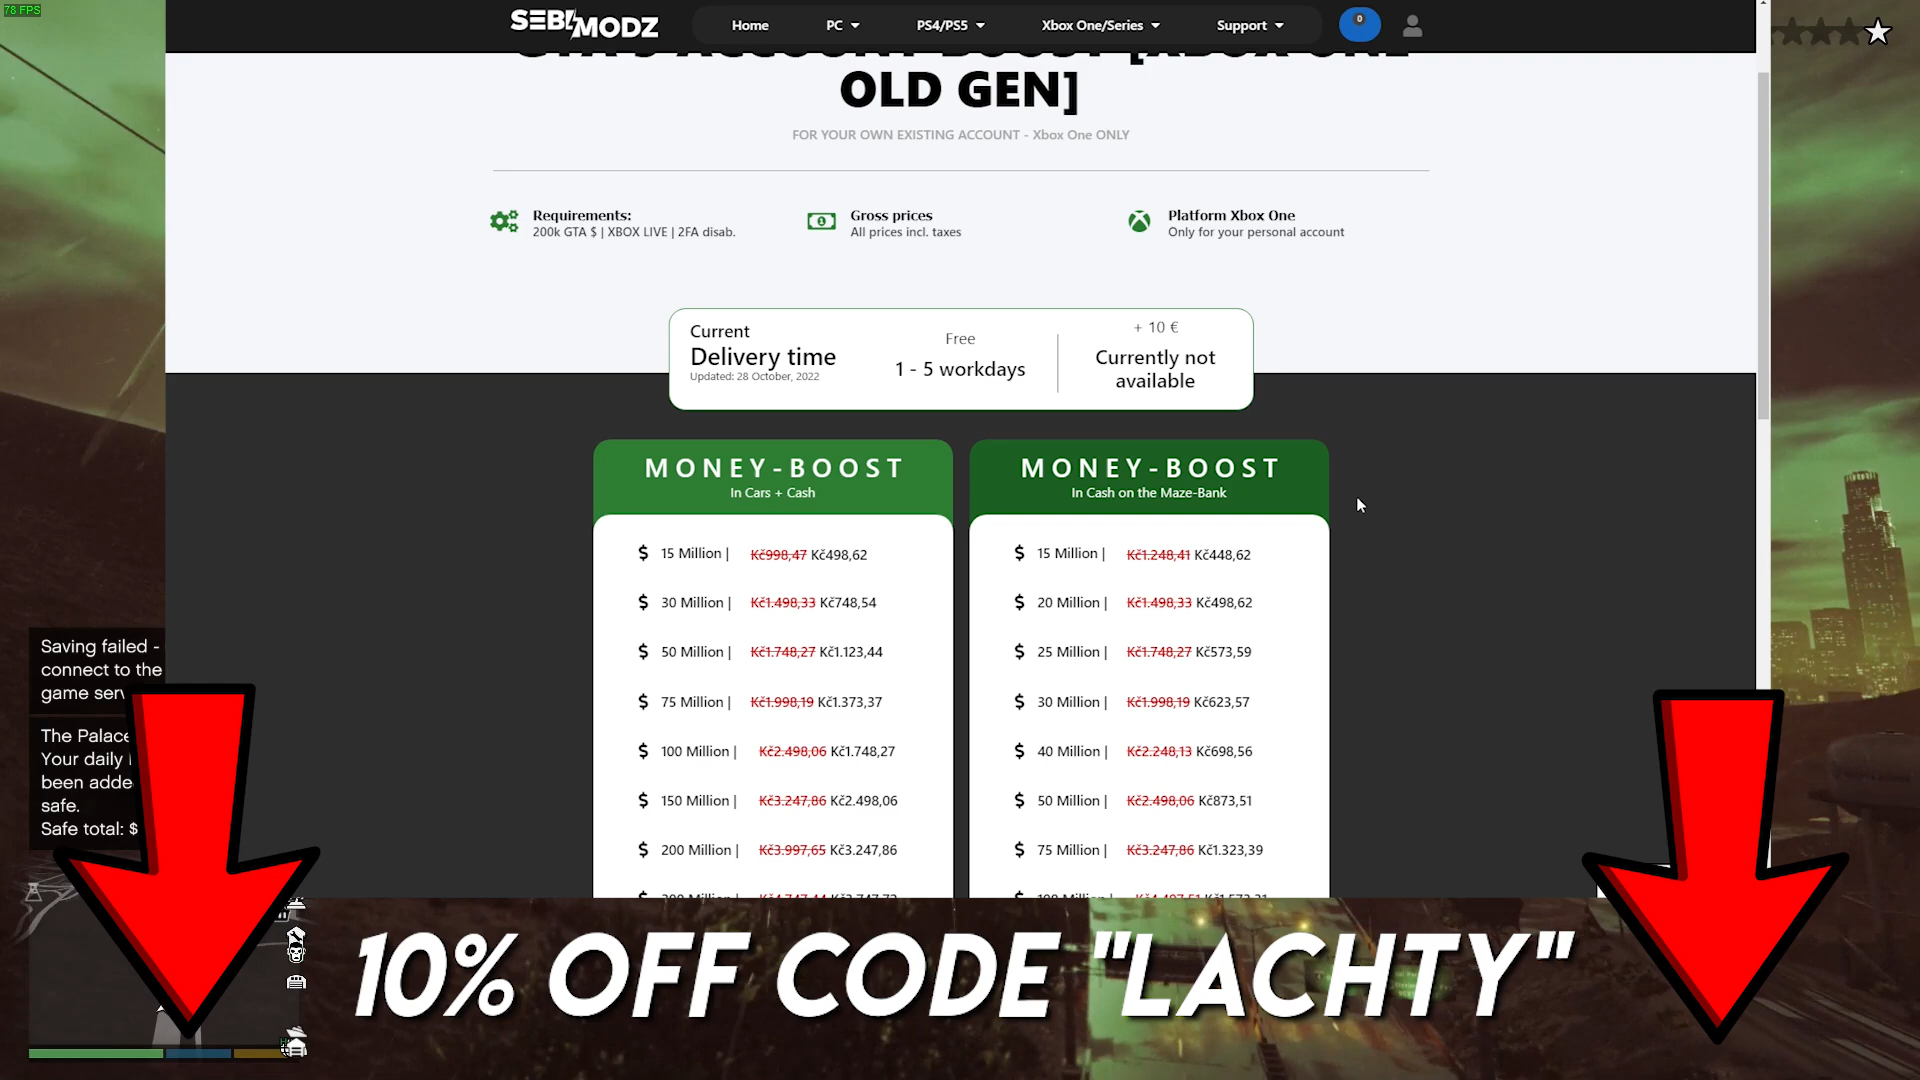 78 FPS
SEBI MODZ
Home
PC
PS4/PS5
Xbox One/Series
Support
0
GTA 5 ACCOUNT BOOST [XBOX ONE
OLD GEN]
FOR YOUR OWN EXISTING ACCOUNT - Xbox One ONLY
Requirements:
200k GTA $ | XBOX LIVE | 2FA disab.
Gross prices
All prices incl. taxes
Platform Xbox One
Only for your personal account
Current
Delivery time
Updated: 28 October, 2022
Free
1 - 5 workdays
+ 10 €
Currently not
available
MONEY-BOOST
In Cars + Cash
$ 15 Million | Kč998,47 Kč498,62
$ 30 Million | Kč1.498,33 Kč748,54
$ 50 Million | Kč1.748,27 Kč1.123,44
$ 75 Million | Kč1.998,19 Kč1.373,37
$ 100 Million | Kč2.498,06 Kč1.748,27
$ 150 Million | Kč3.247,86 Kč2.498,06
$ 200 Million | Kč3.997,65 Kč3.247,86
MONEY-BOOST
In Cash on the Maze-Bank
$ 15 Million | Kč1.248,41 Kč448,62
$ 20 Million | Kč1.498,33 Kč498,62
$ 25 Million | Kč1.748,27 Kč573,59
$ 30 Million | Kč1.998,19 Kč623,57
$ 40 Million | Kč2.248,13 Kč698,56
$ 50 Million | Kč2.498,06 Kč873,51
$ 75 Million | Kč3.247,86 Kč1.323,39
Saving failed -
connect to the
game serv
The Palace
Your daily
been adde
safe.
Safe total: $
10% OFF CODE "LACHTY"